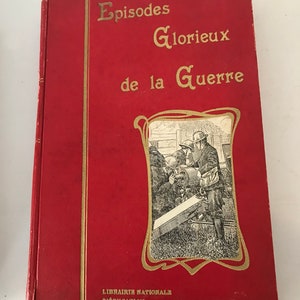 Episodes
Glorieux
de la Guerre
LIBRAIRIE NATIONALE